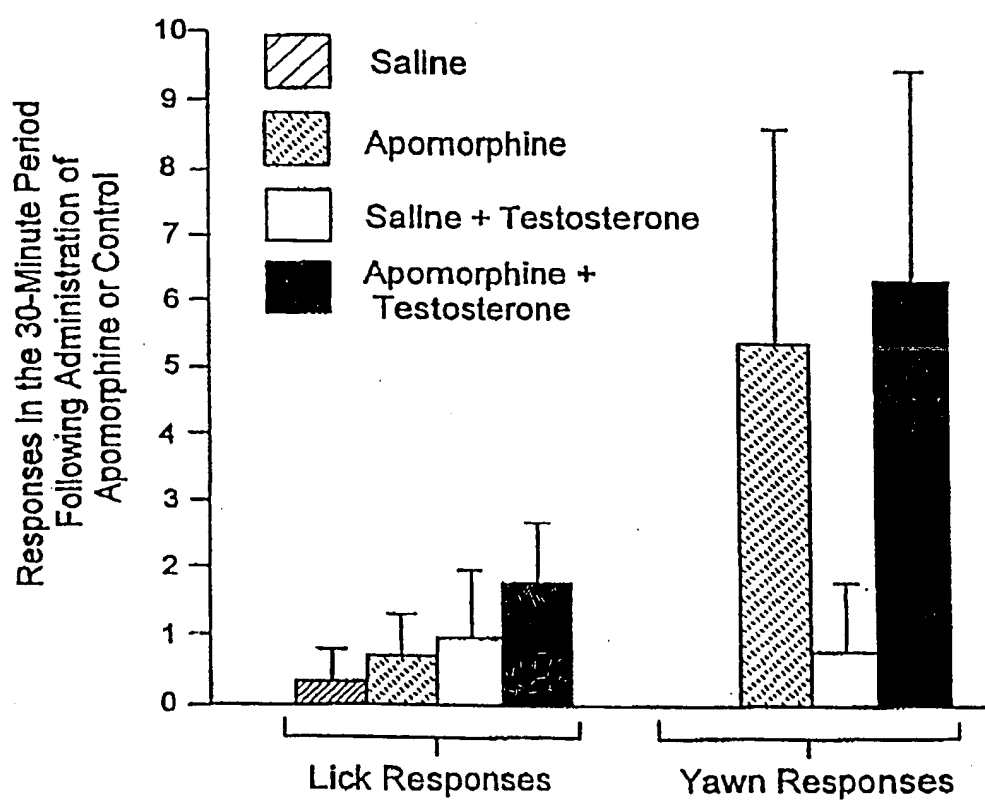 Responses In the 30-Minute Period
Following Administration of
Apomorphine or Control
10
9
8
7
6
5
4
3
2
1
0
Saline
Apomorphine
Saline + Testosterone
Apomorphine +
Testosterone
Lick Responses
Yawn Responses